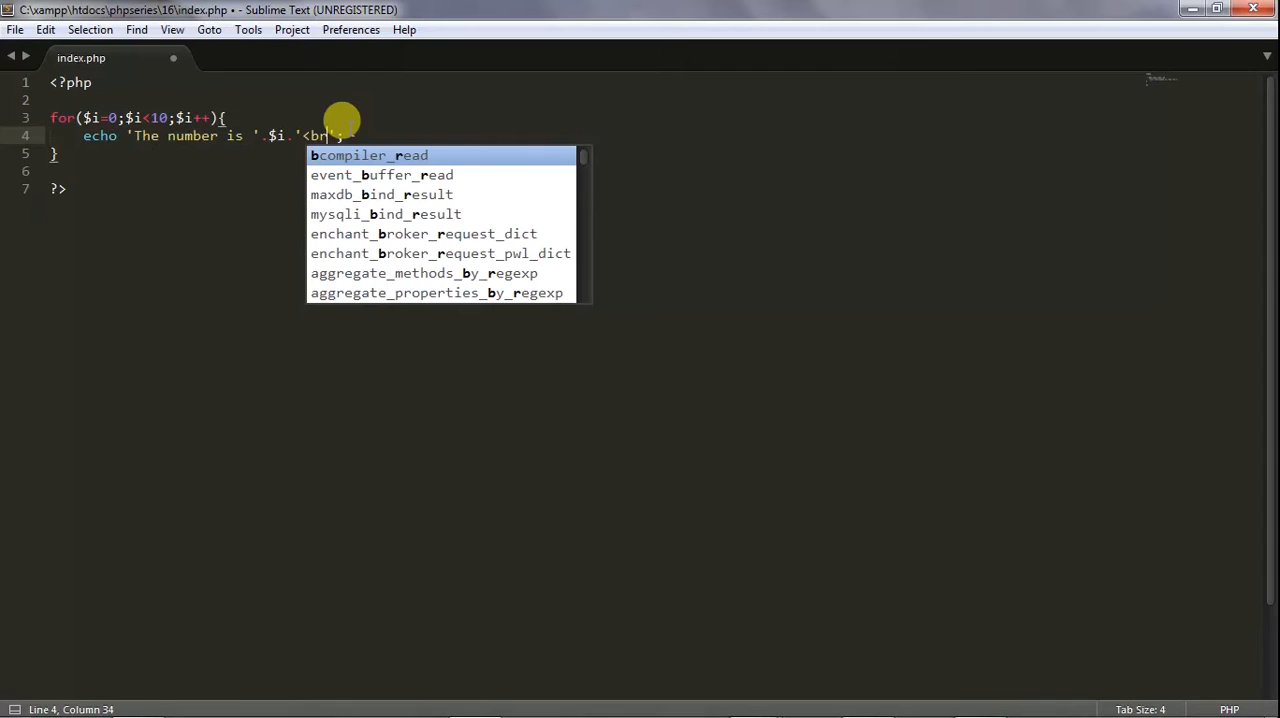 C:\xampp\htdocs\phpseries\16\index.php • - Sublime Text (UNREGISTERED)
File Edit Selection Find View Goto Tools Project Preferences Help
index.php
1 <?php
2
3 for($i=0;$i<10;$i++){
4 echo 'The number is '.$i.'<br';
5 }
6
7 ?>
bcompiler_read
event_buffer_read
maxdb_bind_result
mysqli_bind_result
enchant_broker_request_dict
enchant_broker_request_pwl_dict
aggregate_methods_by_regexp
aggregate_properties_by_regexp
Line 4, Column 34 Tab Size: 4 PHP